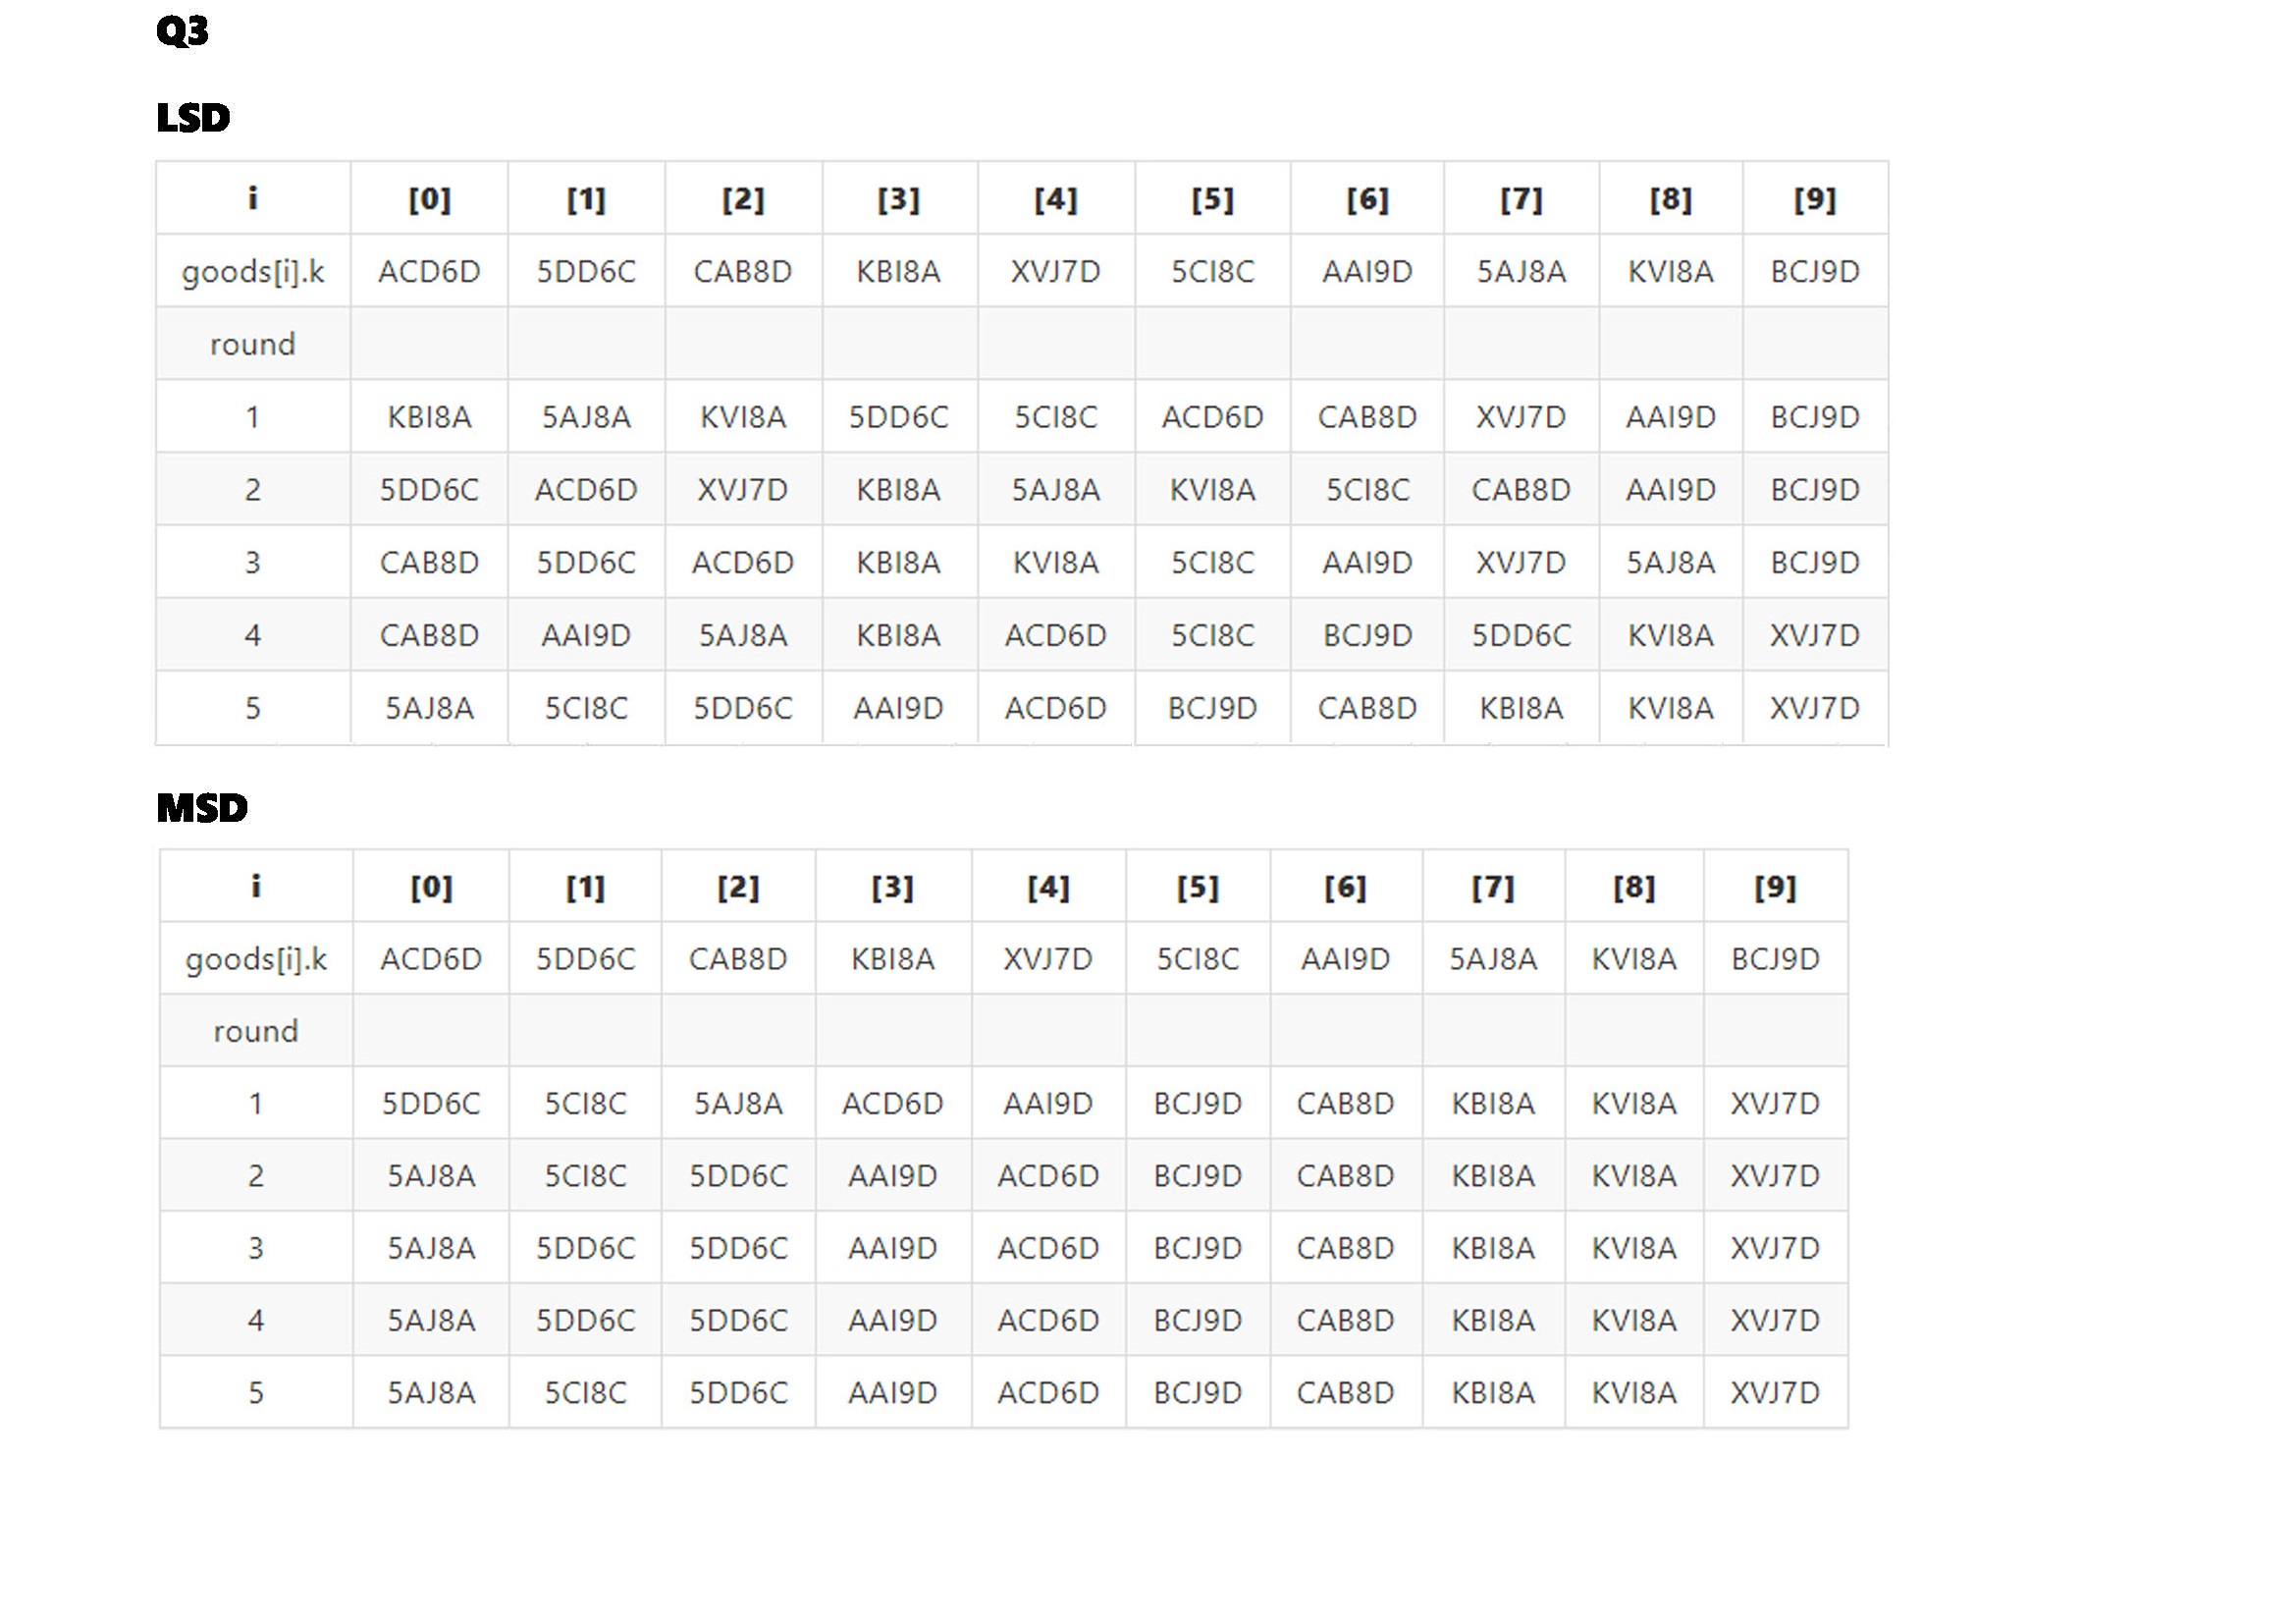 Q3
LSD
i [0] [1] [2] [3] [4] [5] [6] [7] [8] [9]
goods[i].k ACD6D 5DD6C CAB8D KBI8A XVJ7D 5CI8C AAI9D 5AJ8A KVI8A BCJ9D
round
1 KBI8A 5AJ8A KVI8A 5DD6C 5CI8C ACD6D CAB8D XVJ7D AAI9D BCJ9D
2 5DD6C ACD6D XVJ7D KBI8A 5AJ8A KVI8A 5CI8C CAB8D AAI9D BCJ9D
3 CAB8D 5DD6C ACD6D KBI8A KVI8A 5CI8C AAI9D XVJ7D 5AJ8A BCJ9D
4 CAB8D AAI9D 5AJ8A KBI8A ACD6D 5CI8C BCJ9D 5DD6C KVI8A XVJ7D
5 5AJ8A 5CI8C 5DD6C AAI9D ACD6D BCJ9D CAB8D KBI8A KVI8A XVJ7D
MSD
i [0] [1] [2] [3] [4] [5] [6] [7] [8] [9]
goods[i].k ACD6D 5DD6C CAB8D KBI8A XVJ7D 5CI8C AAI9D 5AJ8A KVI8A BCJ9D
round
1 5DD6C 5CI8C 5AJ8A ACD6D AAI9D BCJ9D CAB8D KBI8A KVI8A XVJ7D
2 5AJ8A 5CI8C 5DD6C AAI9D ACD6D BCJ9D CAB8D KBI8A KVI8A XVJ7D
3 5AJ8A 5DD6C 5DD6C AAI9D ACD6D BCJ9D CAB8D KBI8A KVI8A XVJ7D
4 5AJ8A 5DD6C 5DD6C AAI9D ACD6D BCJ9D CAB8D KBI8A KVI8A XVJ7D
5 5AJ8A 5CI8C 5DD6C AAI9D ACD6D BCJ9D CAB8D KBI8A KVI8A XVJ7D